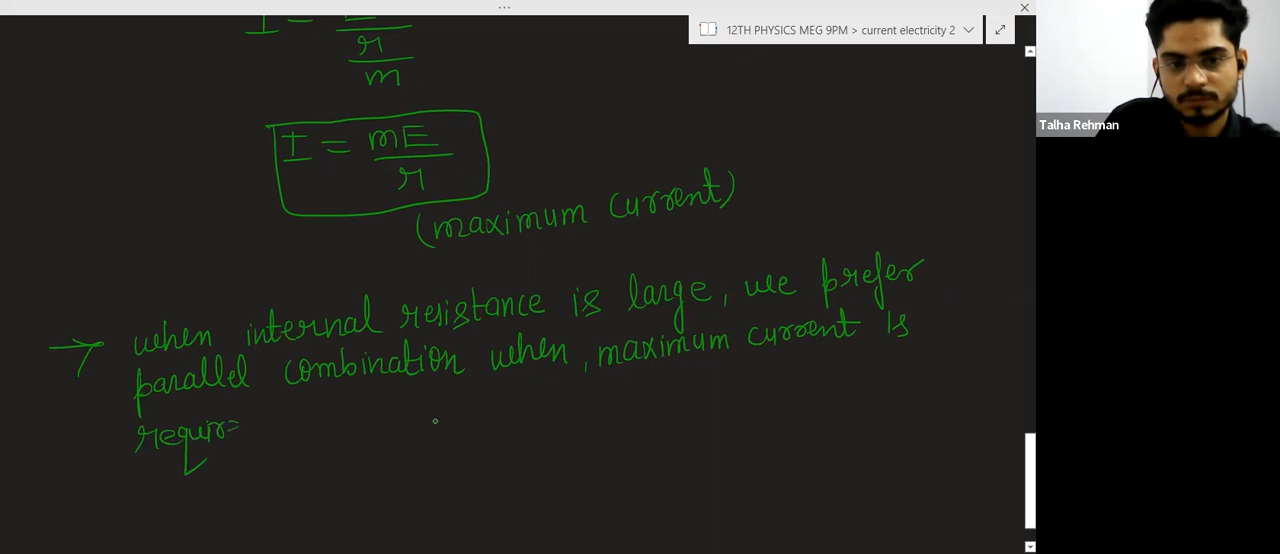 12TH PHYSICS MEG 9PM > current electricity 2
I =
r
m
I = mE
r
Talha Rehman
(maximum current)
→ when internal resistance is large, we prefer
parallel combination when, maximum current is
requir=